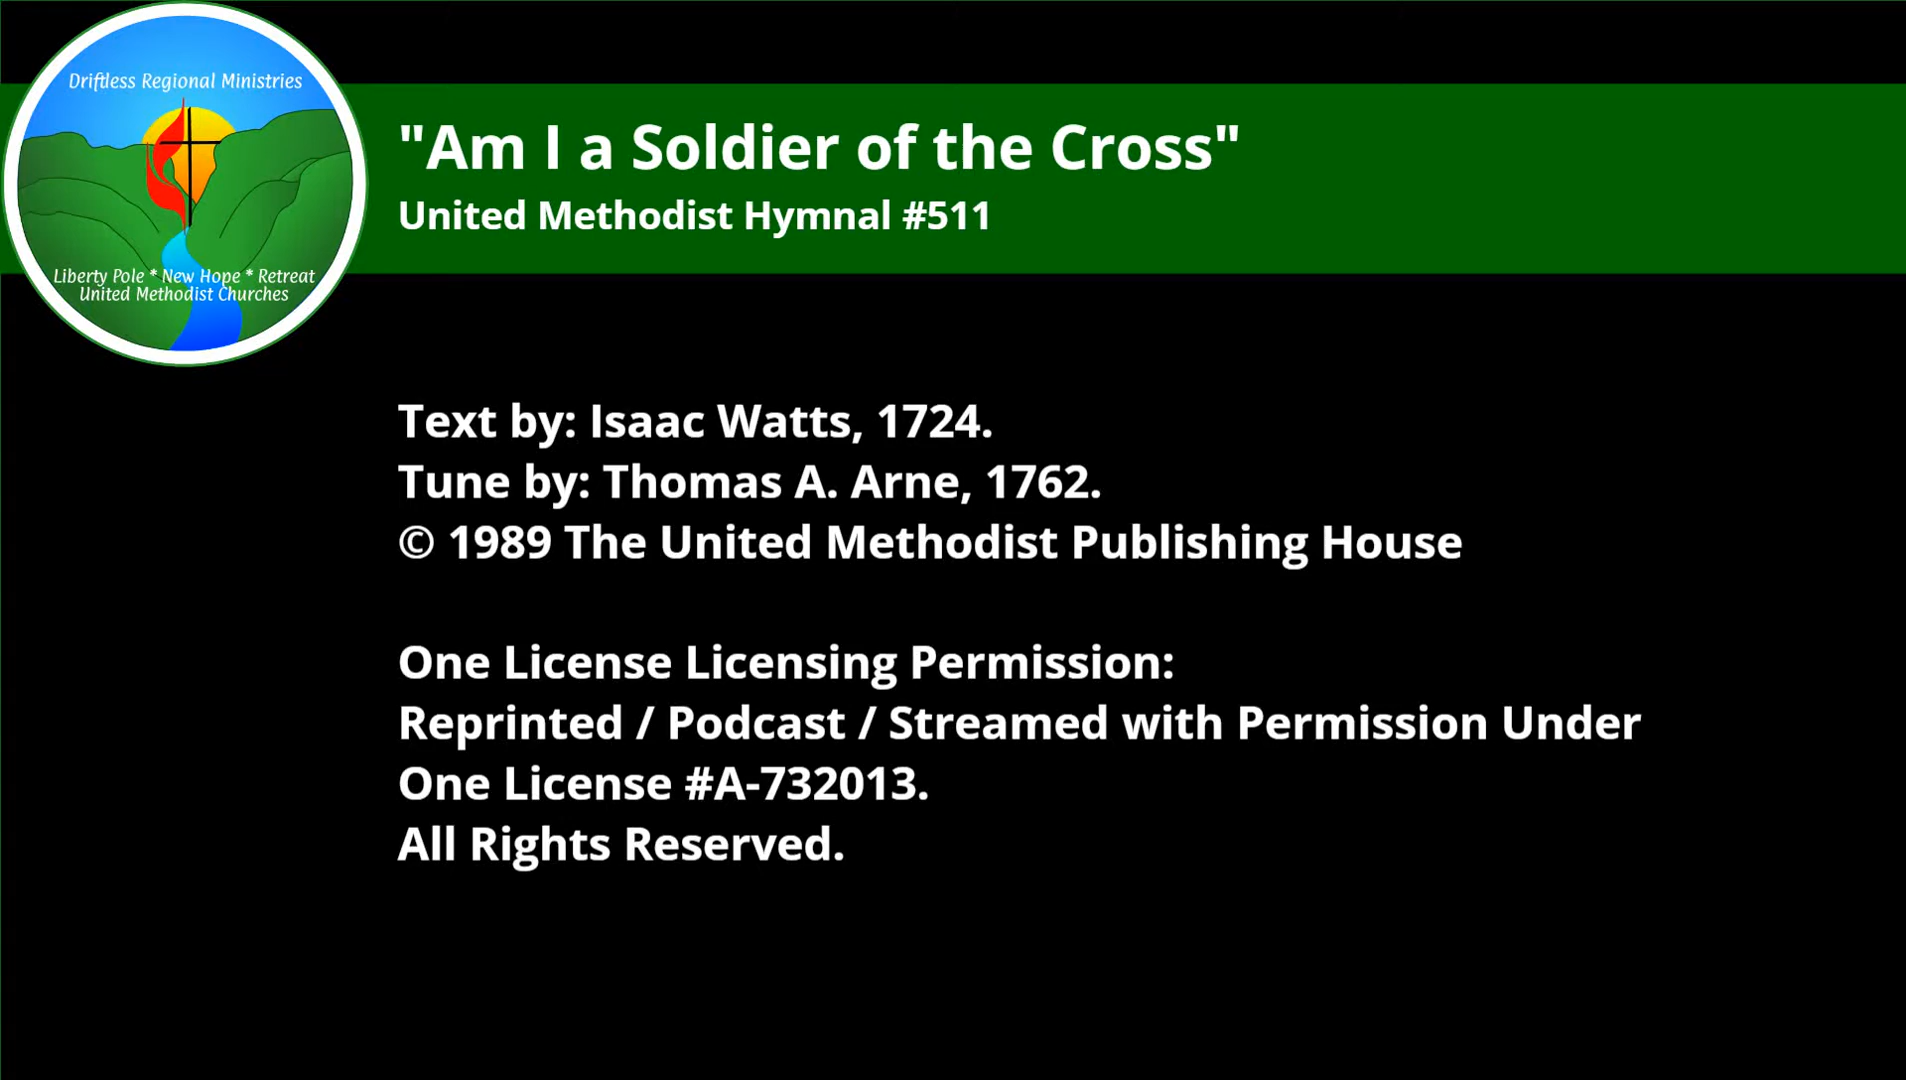 Driftless Regional Ministries
Liberty Pole * New Hope * Retreat
United Methodist Churches
"Am I a Soldier of the Cross"
United Methodist Hymnal #511
Text by: Isaac Watts, 1724.
Tune by: Thomas A. Arne, 1762.
© 1989 The United Methodist Publishing House
One License Licensing Permission:
Reprinted / Podcast / Streamed with Permission Under
One License #A-732013.
All Rights Reserved.